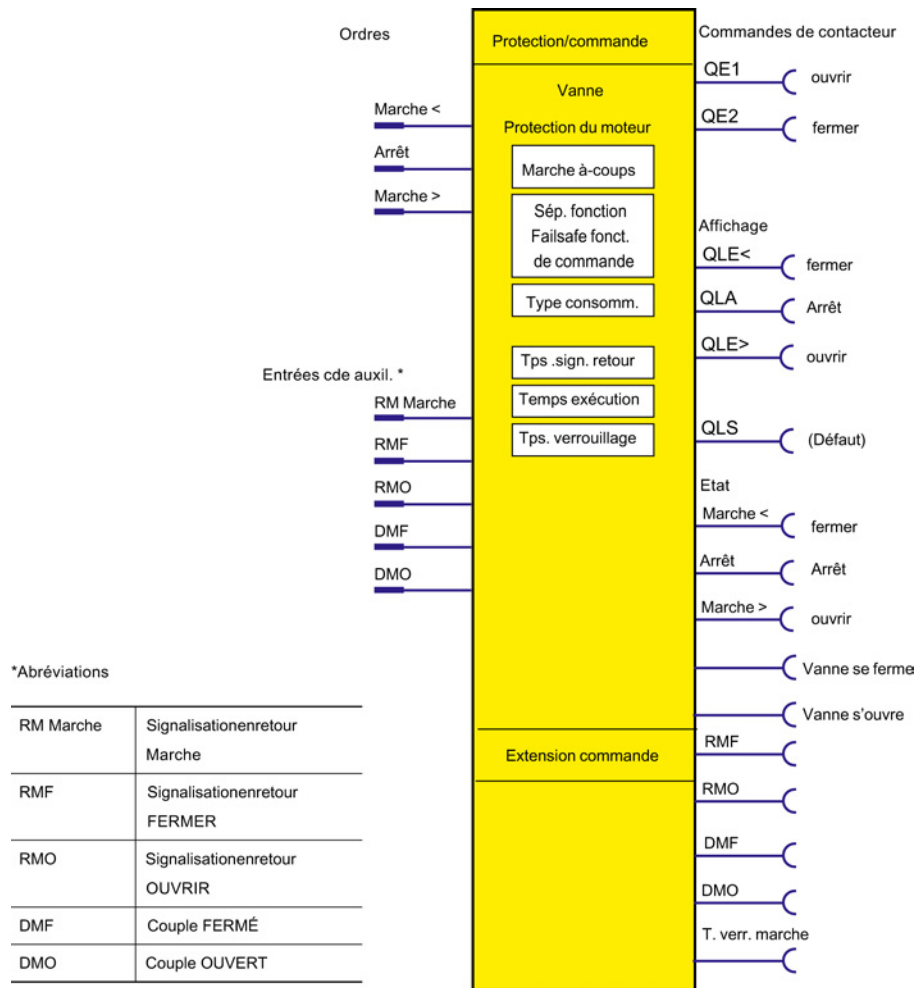 Ordres
Marche <
Arrêt
Marche >
Entrées cde auxil. *
RM Marche
RMF
RMO
DMF
DMO
Protection/commande
Vanne
Protection du moteur
Marche à-coups
Sép. fonction
Failsafe fonct.
de commande
Type consomm.
Tps .sign. retour
Temps exécution
Tps. verrouillage
Extension commande
Commandes de contacteur
QE1 ouvrir
QE2 fermer
Affichage
QLE< fermer
QLA Arrêt
QLE> ouvrir
QLS (Défaut)
Etat
Marche < fermer
Arrêt Arrêt
Marche > ouvrir
Vanne se ferme
Vanne s'ouvre
RMF
RMO
DMF
DMO
T. verr. marche
*Abréviations
RM Marche Signalisationenretour
Marche
RMF Signalisationenretour
FERMER
RMO Signalisationenretour
OUVRIR
DMF Couple FERMÉ
DMO Couple OUVERT